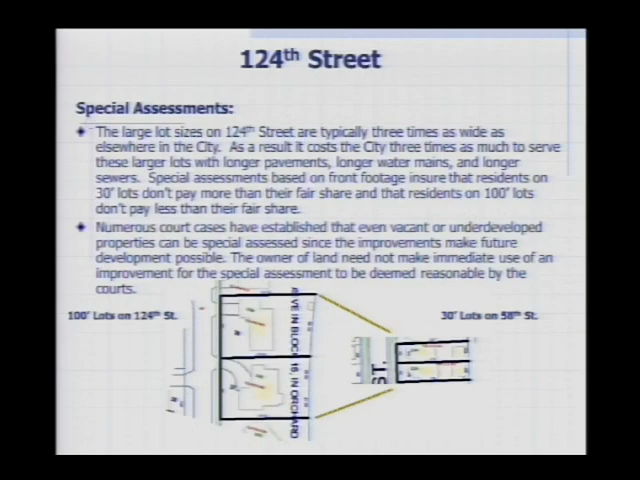 124th Street
Special Assessments:
The large lot sizes on 124th Street are typically three times as wide as
elsewhere in the City. As a result it costs the City three times as much to serve
these larger lots with longer pavements, longer water mains, and longer
sewers. Special assessments based on front footage insure that residents on
30' lots don't pay more than their fair share and that residents on 100' lots
don't pay less than their fair share.
Numerous court cases have established that even vacant or underdeveloped
properties can be special assessed since the improvements make future
development possible. The owner of land need not make immediate use of an
improvement for the special assessment to be deemed reasonable by the
courts.
100' Lots on 124th St.
30' Lots on 58th St.
VE IN BLOC 16, IN ORCHARD
ST.